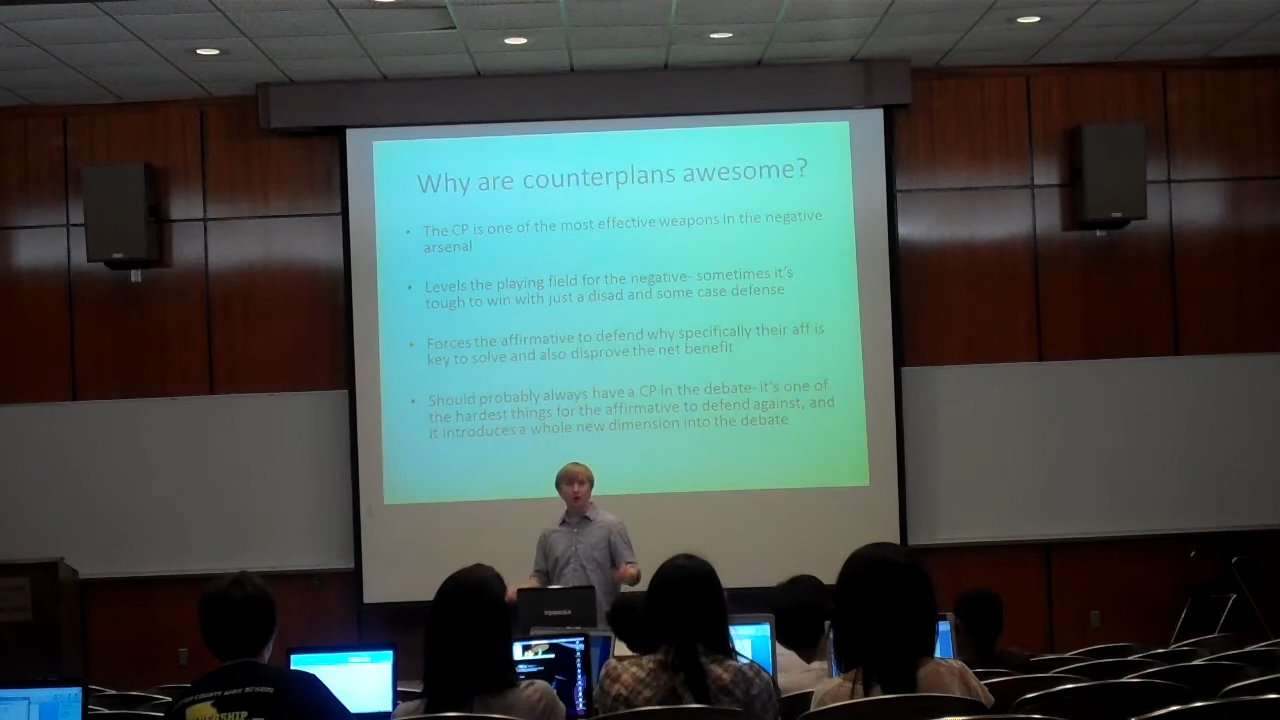 Why are counterplans awesome?
• The CP is one of the most effective weapons in the negative
arsenal
• Levels the playing field for the negative- sometimes it's
tough to win with just a disad and some case defense
• Forces the affirmative to defend why specifically their aff is
key to solve and also disprove the net benefit
• Should probably always have a CP in the debate- it's one of
the hardest things for the affirmative to defend against, and
it introduces a whole new dimension into the debate
TOSHIBA
COUNTY HIGH SCHOOL